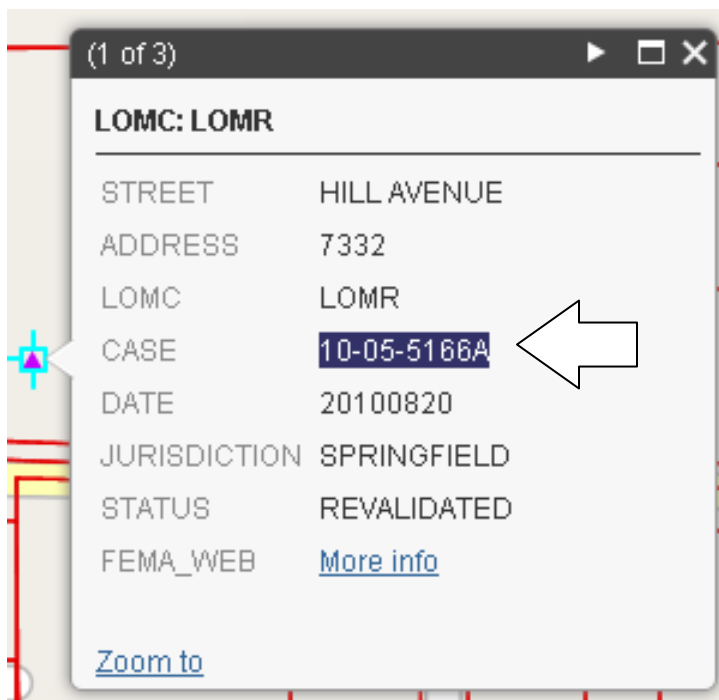 (1 of 3)
LOMC: LOMR
STREET HILL AVENUE
ADDRESS 7332
LOMC LOMR
CASE 10-05-5166A
DATE 20100820
JURISDICTION SPRINGFIELD
STATUS REVALIDATED
FEMA_WEB More info
Zoom to